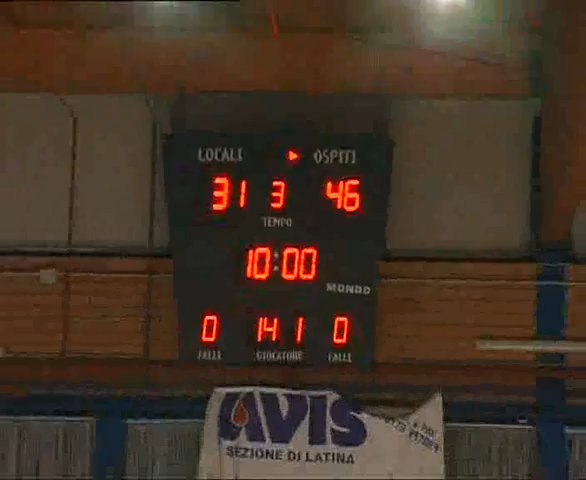 LOCALI ► OSPITI
31 3 46
TEMPO
10:00
MONDO
0 14 1 0
FALLI GIOCATORE FALLI
AVIS
SEZIONE DI LATINA